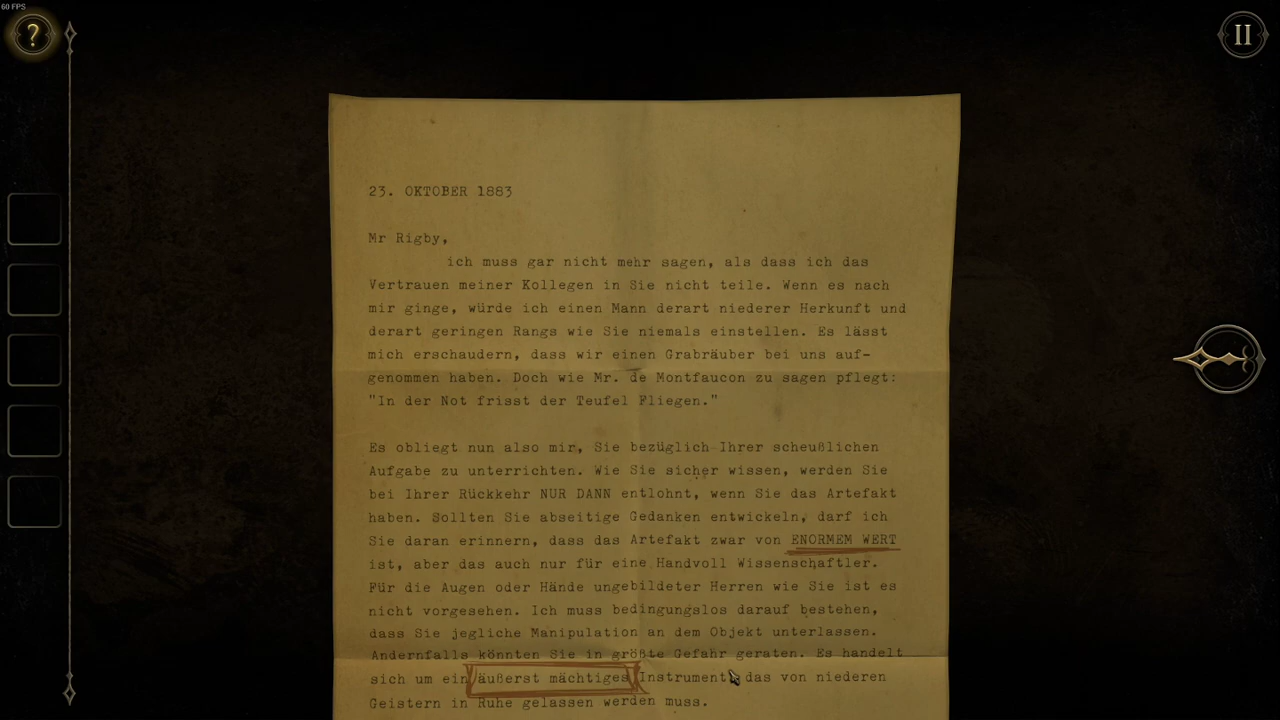 60 FPS
?
23. OKTOBER 1883
Mr Rigby,
ich muss gar nicht mehr sagen, als dass ich das
Vertrauen meiner Kollegen in Sie nicht teile. Wenn es nach
mir ginge, würde ich einen Mann derart niederer Herkunft und
derart geringen Rangs wie Sie niemals einstellen. Es lässt
mich erschaudern, dass wir einen Grabräuber bei uns auf-
genommen haben. Doch wie Mr. de Montfaucon zu sagen pflegt:
"In der Not frisst der Teufel Fliegen."
Es obliegt nun also mir, Sie bezüglich Ihrer scheußlichen
Aufgabe zu unterrichten. Wie Sie sicher wissen, werden Sie
bei Ihrer Rückkehr NUR DANN entlohnt, wenn Sie das Artefakt
haben. Sollten Sie abseitige Gedanken entwickeln, darf ich
Sie daran erinnern, dass das Artefakt zwar von ENORMEM WERT
ist, aber das auch nur für eine Handvoll Wissenschaftler.
Für die Augen oder Hände ungebildeter Herren wie Sie ist es
nicht vorgesehen. Ich muss bedingungslos darauf bestehen,
dass Sie jegliche Manipulation an dem Objekt unterlassen.
Andernfalls könnten Sie in größte Gefahr geraten. Es handelt
sich um ein äußerst mächtiges Instrument, das von niederen
Geistern in Ruhe gelassen werden muss.